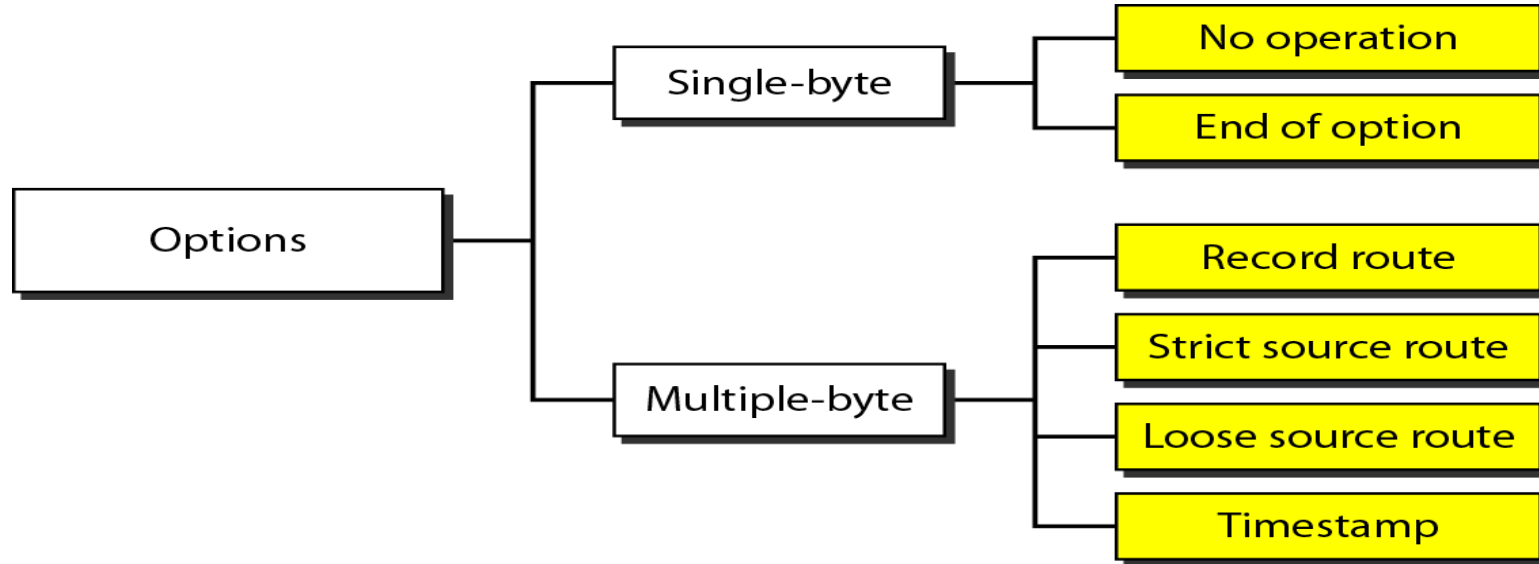 Options
Single-byte
No operation
End of option
Multiple-byte
Record route
Strict source route
Loose source route
Timestamp